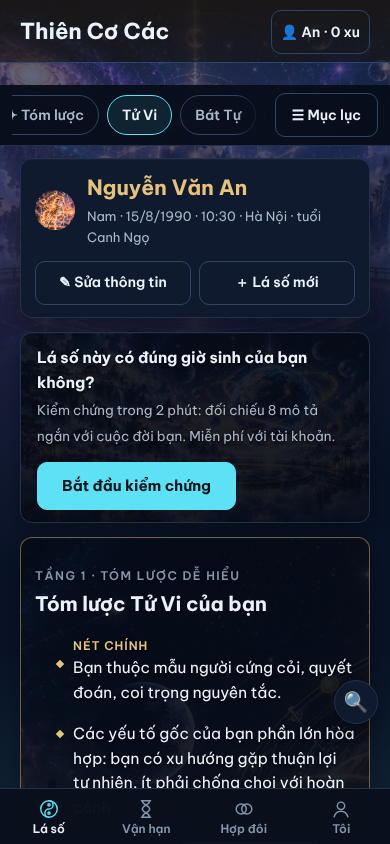 Thiên Cơ Các
An · 0 xu
Tóm lược
Tử Vi
Bát Tự
☰ Mục lục
Nguyễn Văn An
Nam · 15/8/1990 · 10:30 · Hà Nội · tuổi
Canh Ngọ
✎ Sửa thông tin
+ Lá số mới
Lá số này có đúng giờ sinh của bạn
không?
Kiểm chứng trong 2 phút: đối chiếu 8 mô tả
ngắn với cuộc đời bạn. Miễn phí với tài khoản.
Bắt đầu kiểm chứng
TẦNG 1 · TÓM LƯỢC DỄ HIỂU
Tóm lược Tử Vi của bạn
NÉT CHÍNH
Bạn thuộc mẫu người cứng cỏi, quyết
đoán, coi trọng nguyên tắc.
Các yếu tố gốc của bạn phần lớn hòa
hợp: bạn có xu hướng gặp thuận lợi
tự nhiên, ít phải chống chọi với hoàn
cảnh
Lá số
Vận hạn
Hợp đôi
Tôi